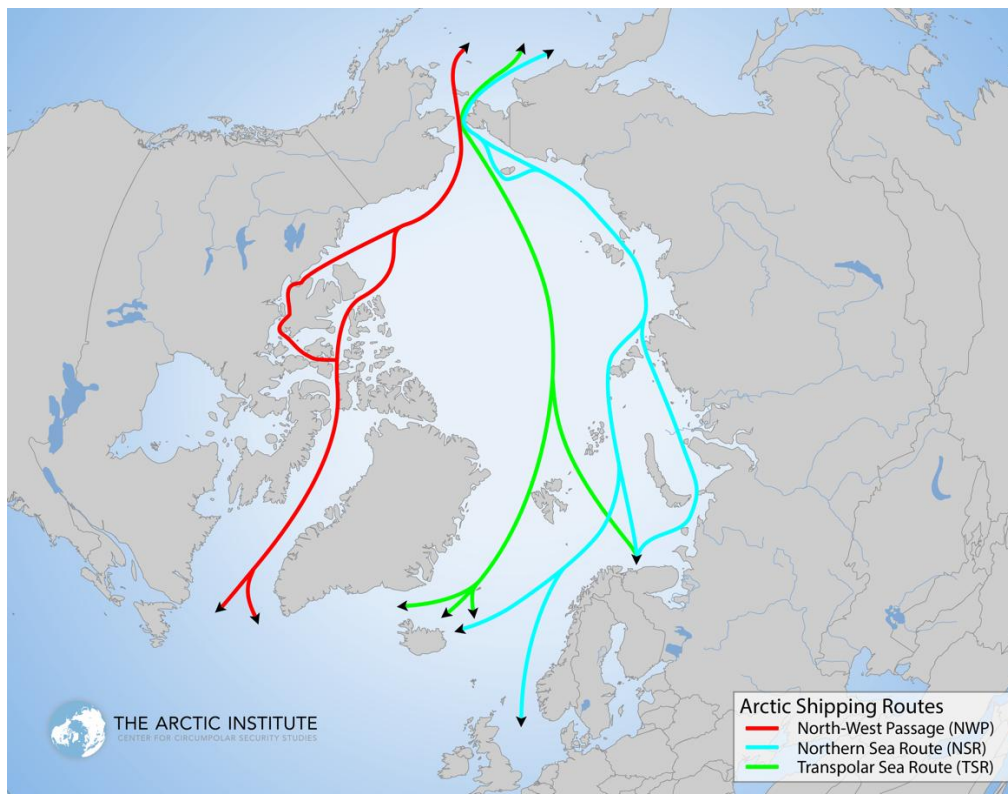 THE ARCTIC INSTITUTE
CENTER FOR CIRCUMPOLAR SECURITY STUDIES
Arctic Shipping Routes
North-West Passage (NWP)
Northern Sea Route (NSR)
Transpolar Sea Route (TSR)